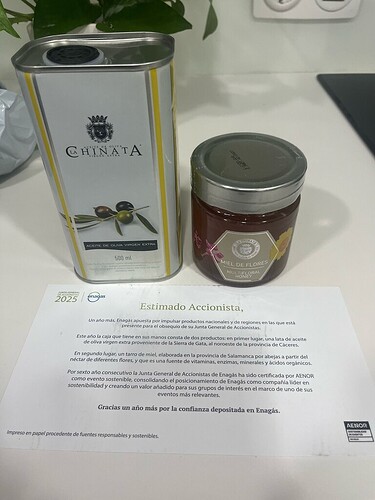 LA CHINATA
ACEITE DE OLIVA VIRGEN EXTRA
500 ml
MIEL DE FLORES
HONEY
2025
enagas
Estimado Accionista,
Un año más, Enagás apuesta por impulsar productos nacionales y de regiones en las que está
presente para el obsequio de su Junta General de Accionistas.
Este año la caja que tiene en sus manos consta de dos productos: en primer lugar, una lata de aceite
de oliva virgen extra proveniente de la Sierra de Gata, al noroeste de la provincia de Cáceres.
En segundo lugar, un tarro de miel, elaborada en la provincia de Salamanca por abejas a partir del
néctar de diferentes flores, y que es una fuente de vitaminas, enzimas, minerales y ácidos orgánicos.
Por sexto año consecutivo la Junta General de Accionistas de Enagás ha sido certificada por AENOR
como evento sostenible, consolidando el posicionamiento de Enagás como compañía líder en
sostenibilidad y creando un valor añadido para sus grupos de interés en el marco de uno de sus
eventos más relevantes.
Gracias un año más por la confianza depositada en Enagás.
AENOR
Impreso en papel procedente de fuentes responsables y sostenibles.